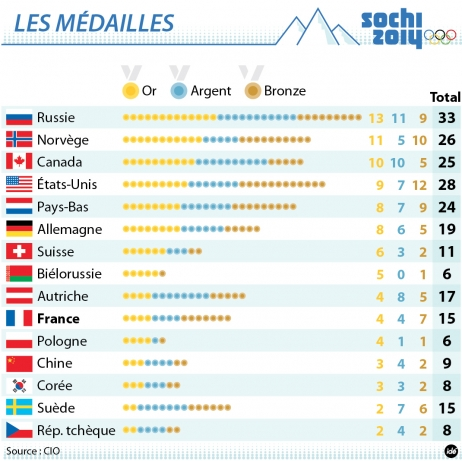 LES MÉDAILLES
sochi
2014
Or Argent Bronze
Total
Russie 13 11 9 33
Norvège 11 5 10 26
Canada 10 10 5 25
États-Unis 9 7 12 28
Pays-Bas 8 7 9 24
Allemagne 8 6 5 19
Suisse 6 3 2 11
Biélorussie 5 0 1 6
Autriche 4 8 5 17
France 4 4 7 15
Pologne 4 1 1 6
Chine 3 4 2 9
Corée 3 3 2 8
Suède 2 7 6 15
Rép. tchèque 2 4 2 8
Source : CIO
idé